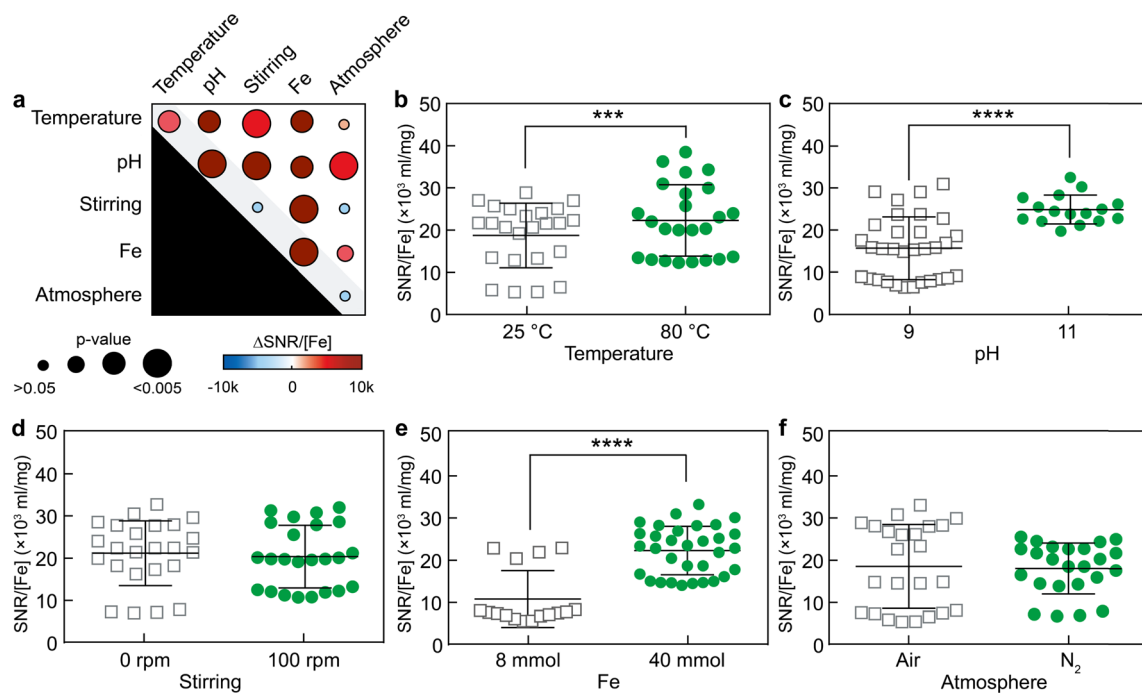 a
Temperature
pH
Stirring
Fe
Atmosphere
Temperature
pH
Stirring
Fe
Atmosphere
p-value
>0.05
<0.005
ΔSNR/[Fe]
-10k
0
10k
b
SNR/[Fe] (×10³ ml/mg)
50
40
30
20
10
0
***
25 °C
80 °C
Temperature
c
SNR/[Fe] (×10³ ml/mg)
50
40
30
20
10
0
****
9
11
pH
d
SNR/[Fe] (×10³ ml/mg)
50
40
30
20
10
0
0 rpm
100 rpm
Stirring
e
SNR/[Fe] (×10³ ml/mg)
50
40
30
20
10
0
****
8 mmol
40 mmol
Fe
f
SNR/[Fe] (×10³ ml/mg)
50
40
30
20
10
0
Air
N₂
Atmosphere